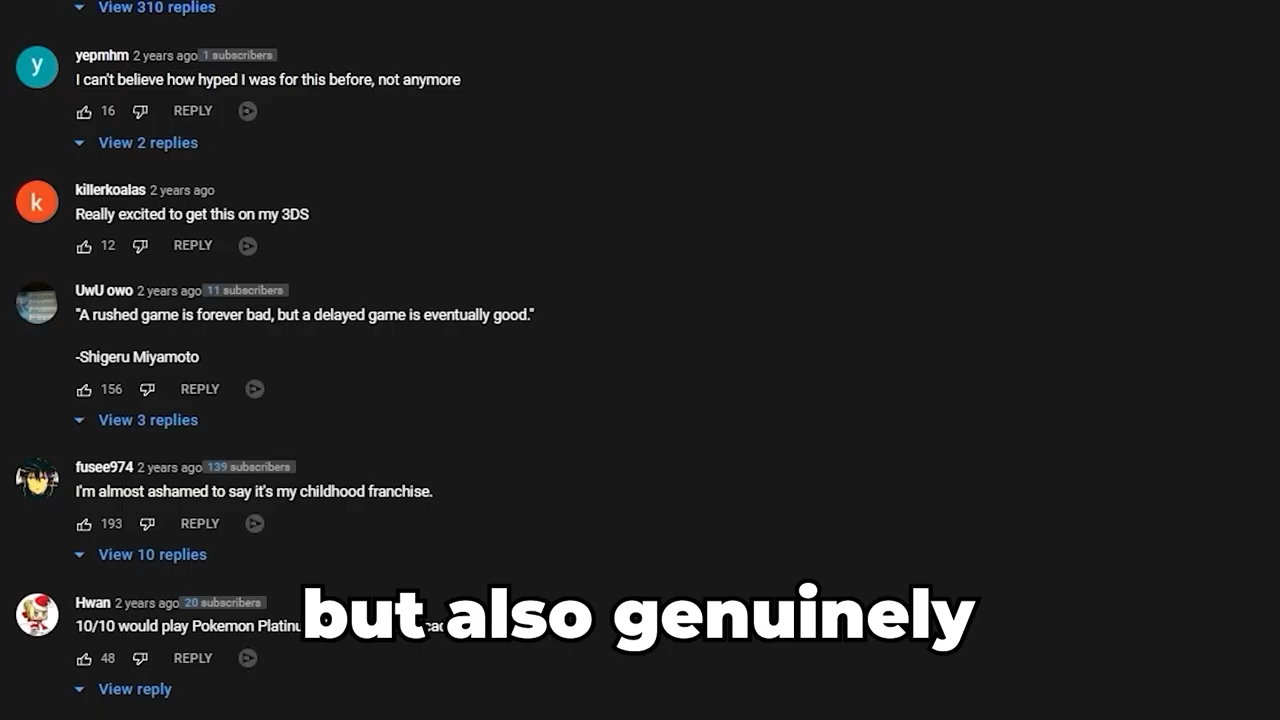 View 310 replies
yepmhm 2 years ago 1 subscribers
I can't believe how hyped I was for this before, not anymore
16 REPLY
View 2 replies
killerkoalas 2 years ago
Really excited to get this on my 3DS
12 REPLY
UwU owo 2 years ago 11 subscribers
"A rushed game is forever bad, but a delayed game is eventually good."
-Shigeru Miyamoto
156 REPLY
View 3 replies
fusee974 2 years ago 139 subscribers
I'm almost ashamed to say it's my childhood franchise.
193 REPLY
View 10 replies
Hwan 2 years ago 20 subscribers
10/10 would play Pokemon
but also genuinely
48 REPLY
View reply